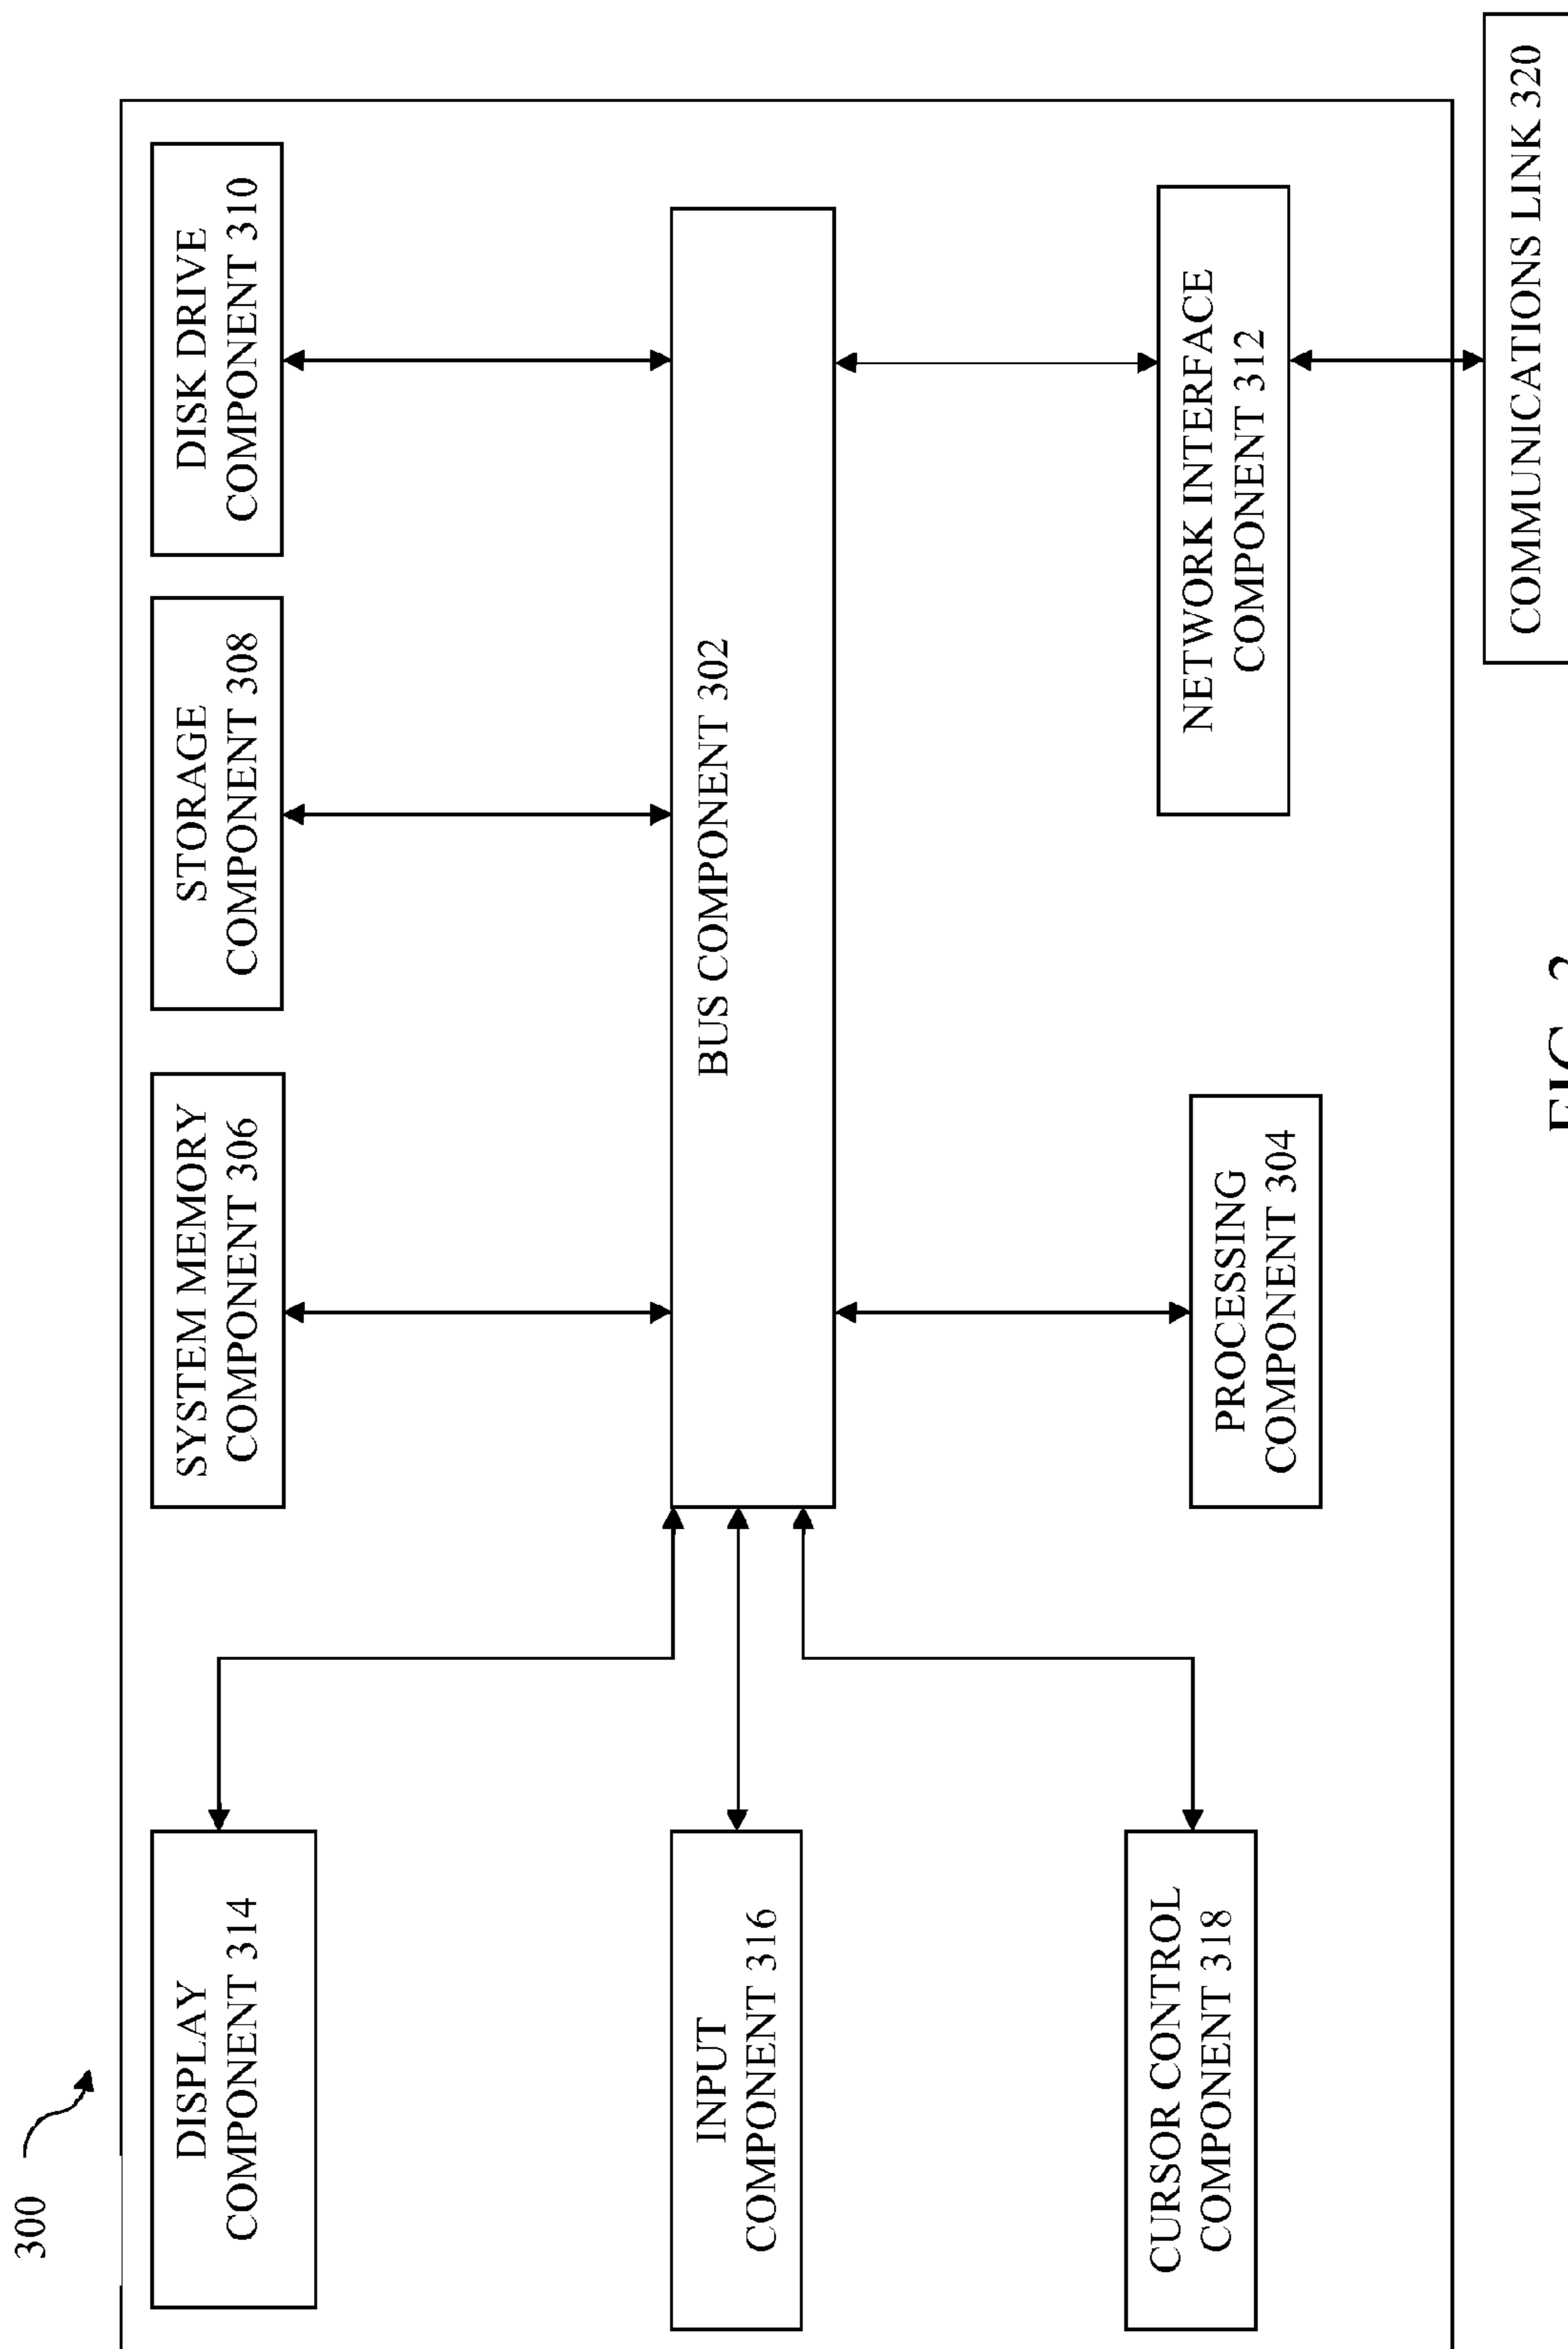 300
DISPLAY
COMPONENT 314
SYSTEM MEMORY
COMPONENT 306
STORAGE
COMPONENT 308
DISK DRIVE
COMPONENT 310
INPUT
COMPONENT 316
BUS COMPONENT 302
CURSOR CONTROL
COMPONENT 318
PROCESSING
COMPONENT 304
NETWORK INTERFACE
COMPONENT 312
COMMUNICATIONS LINK 320
FIG